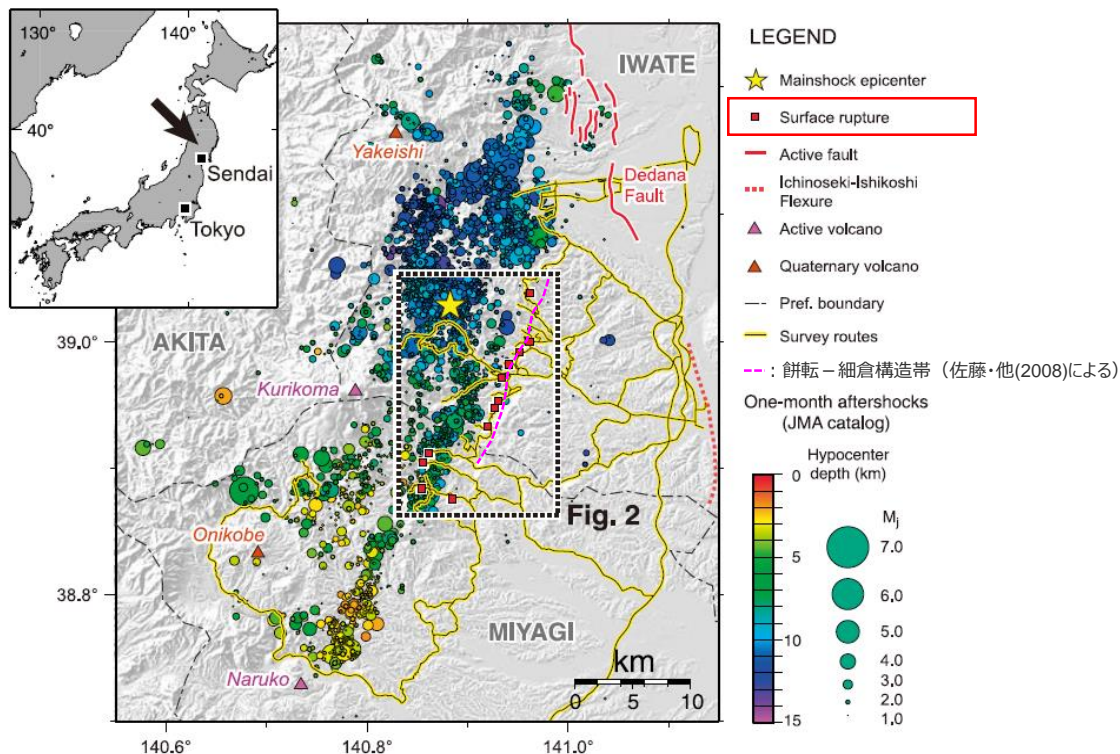 130°
140°
40°
Sendai
Tokyo
IWATE
Yakeishi
Dedana
Fault
39.0°
AKITA
Kurikoma
Fig. 2
Onikobe
38.8°
MIYAGI
Naruko
km
0 5 10
140.6° 140.8° 141.0°
LEGEND
Mainshock epicenter
Surface rupture
Active fault
Ichinoseki-Ishikoshi
Flexure
Active volcano
Quaternary volcano
Pref. boundary
Survey routes
：餅転－細倉構造帯（佐藤・他(2008)による）
One-month aftershocks
(JMA catalog)
Hypocenter
depth (km)
0
5
10
15
Mj
7.0
6.0
5.0
4.0
3.0
2.0
1.0